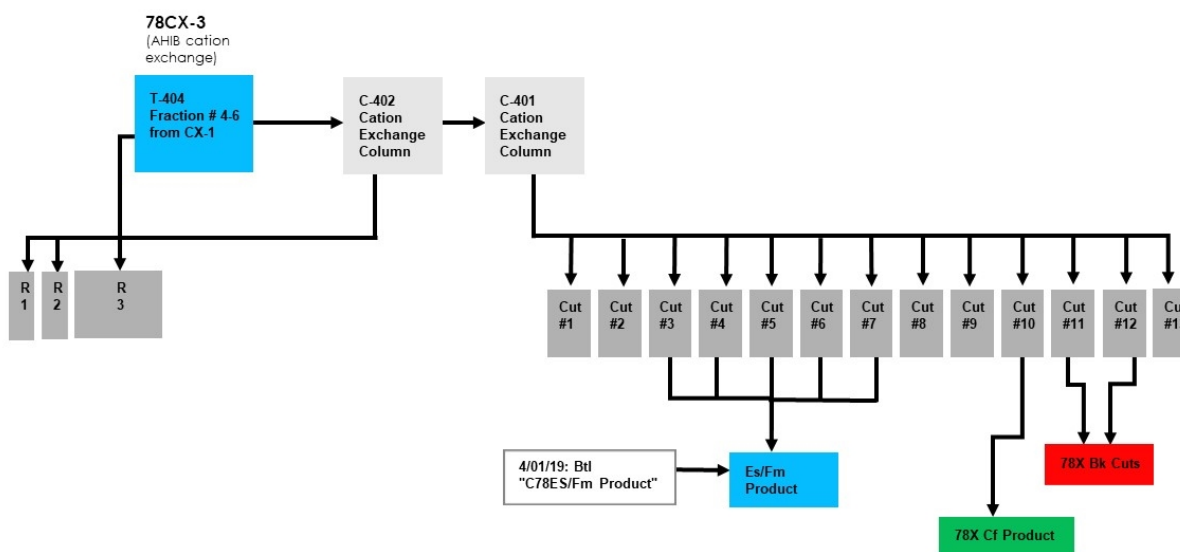 78CX-3
(AHIB cation
exchange)
T-404
Fraction # 4-6
from CX-1
C-402
Cation
Exchange
Column
C-401
Cation
Exchange
Column
R
1
R
2
R
3
Cut
#1
Cut
#2
Cut
#3
Cut
#4
Cut
#5
Cut
#6
Cut
#7
Cut
#8
Cut
#9
Cut
#10
Cut
#11
Cut
#12
4/01/19: Btl
"C78ES/Fm Product"
Es/Fm
Product
78X Bk Cuts
78X Cf Product